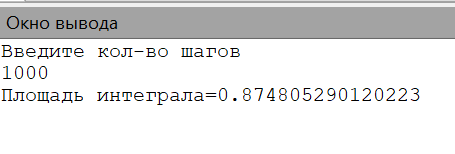 Окно вывода
Введите кол-во шагов
1000
Площадь интеграла=0.874805290120223